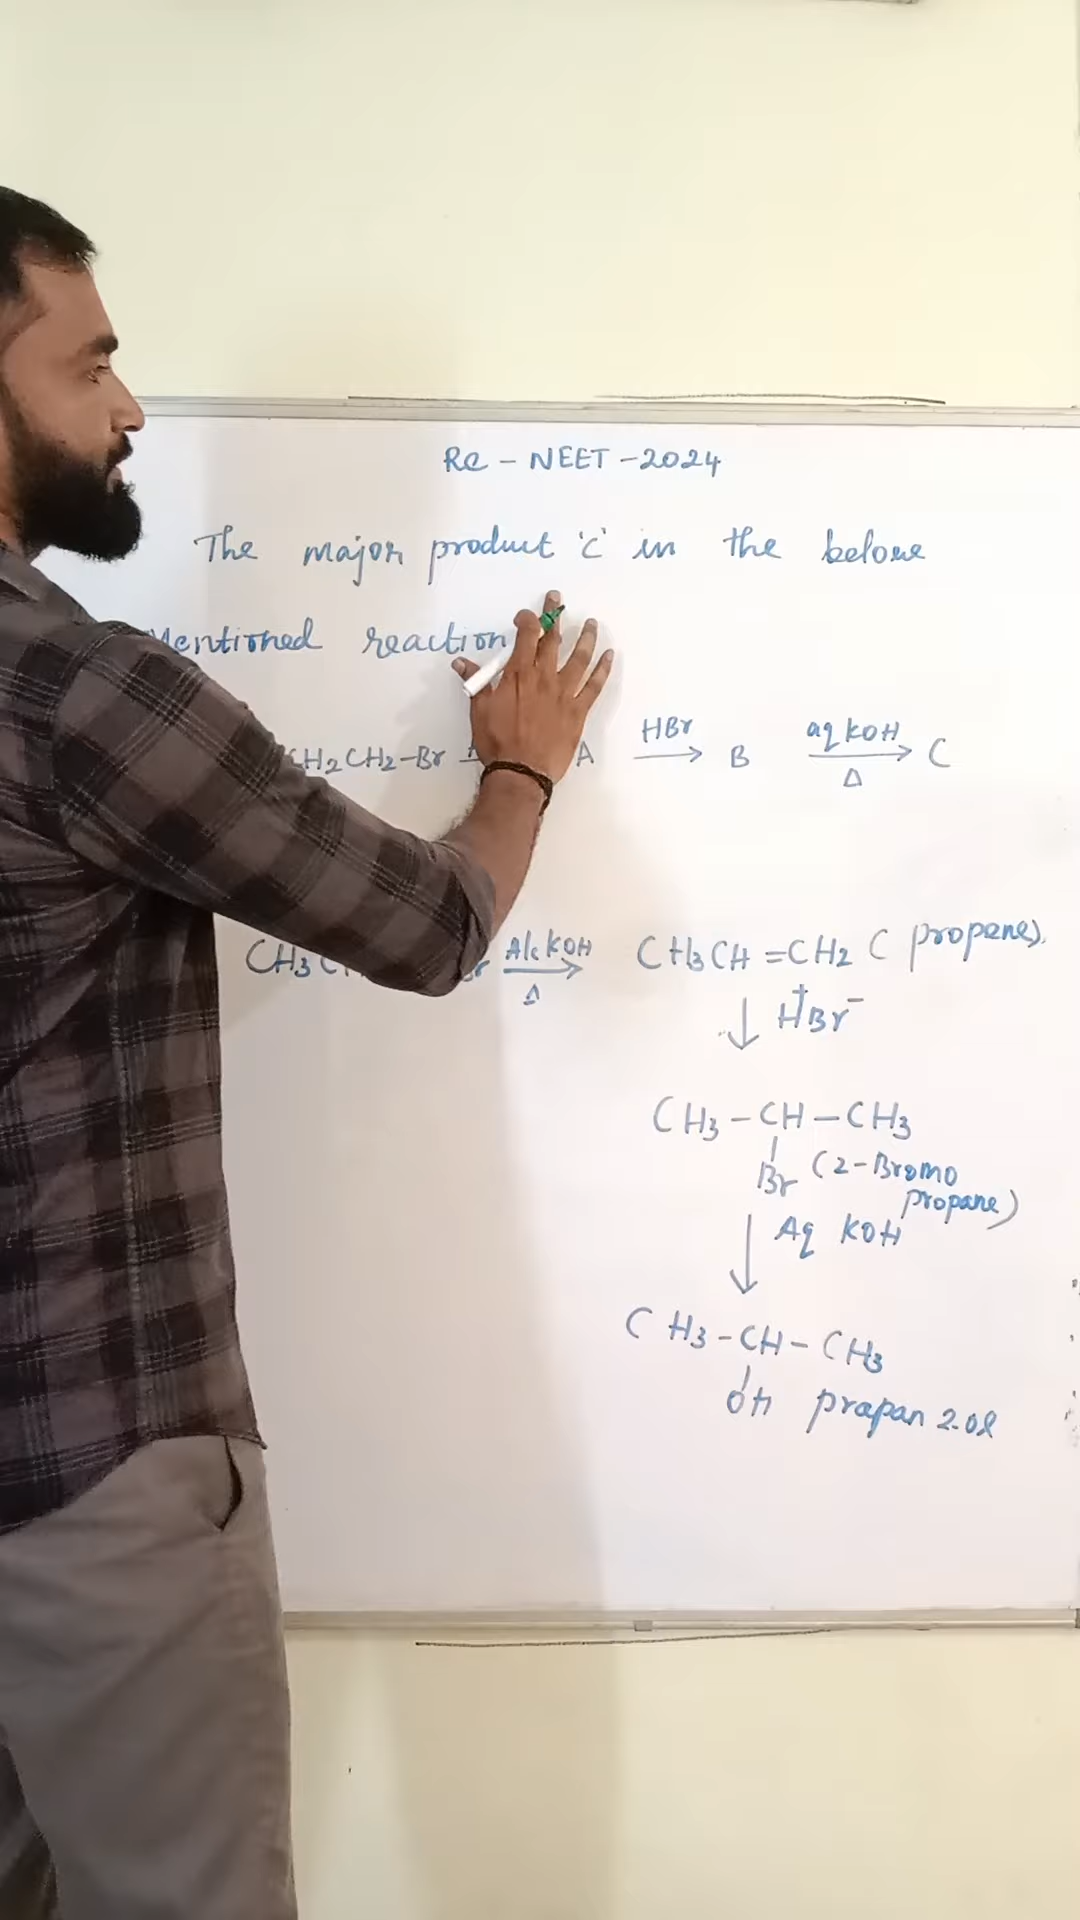 Re - NEET - 2024
The major product 'C' in the below
Mentioned reaction
CH2CH2-Br A HBr B aq KOH Δ C
CH3 Alc KOH Δ CH3CH=CH2 ( propene).
↓ H+Br-
CH3-CH-CH3
Br (2-Bromo
propane)
↓ Aq KOH
CH3-CH-CH3
OH propan 2-ol